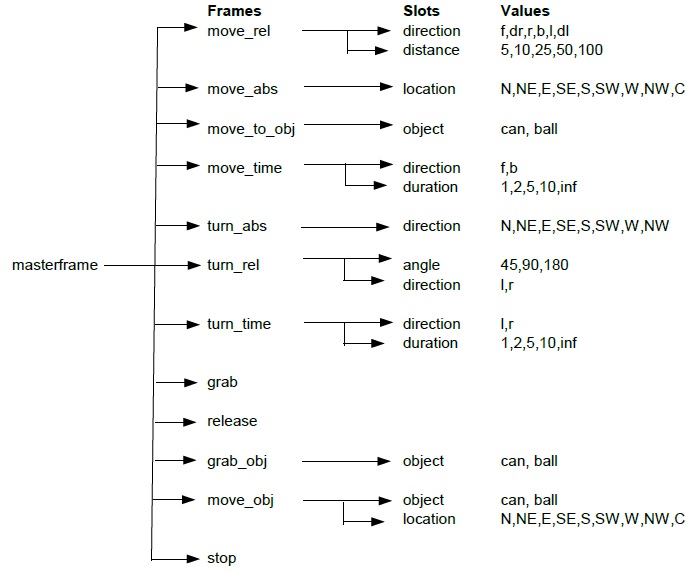 Frames Slots Values
move_rel direction f,dr,r,b,l,dl
distance 5,10,25,50,100
move_abs location N,NE,E,SE,S,SW,W,NW,C
move_to_obj object can, ball
move_time direction f,b
duration 1,2,5,10,inf
turn_abs direction N,NE,E,SE,S,SW,W,NW
masterframe turn_rel angle 45,90,180
direction l,r
turn_time direction l,r
duration 1,2,5,10,inf
grab
release
grab_obj object can, ball
move_obj object can, ball
location N,NE,E,SE,S,SW,W,NW,C
stop